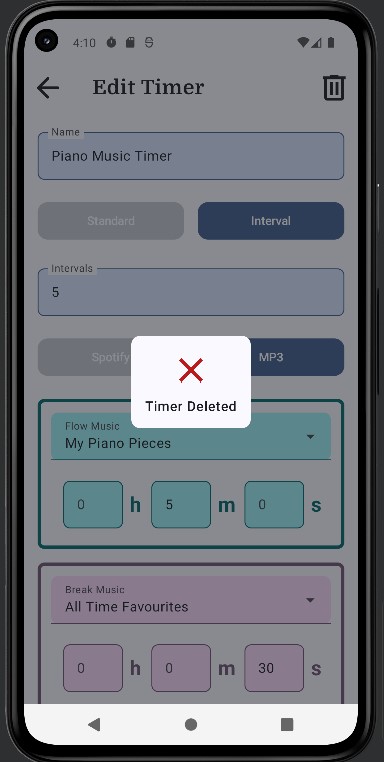 4:10
Edit Timer
Name
Piano Music Timer
Standard
Interval
Intervals
5
Spotify
MP3
Timer Deleted
Flow Music
My Piano Pieces
0 h 5 m 0 s
Break Music
All Time Favourites
0 h 0 m 30 s